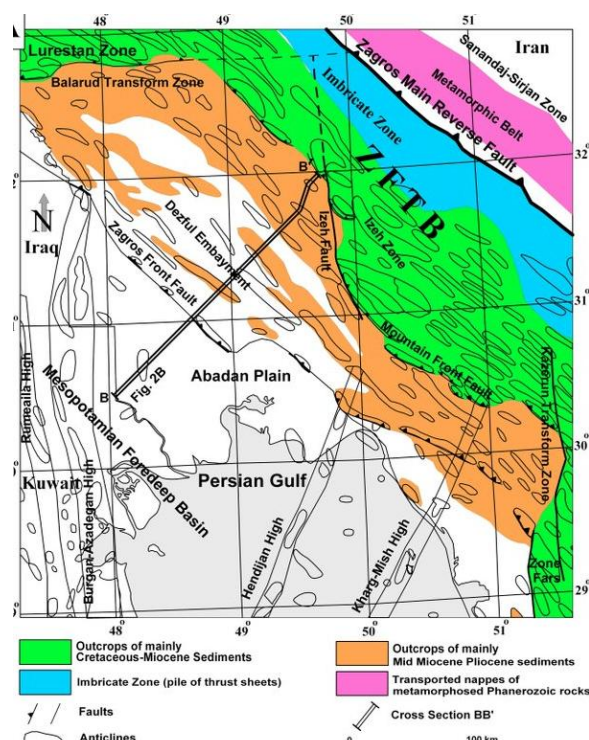 A
48° 49° 50° 51°
Lurestan Zone
Balarud Transform Zone
Iran
Sanandaj-Sirjan Zone
Metamorphic Belt
Zagros Main Reverse Fault
Imbricate Zone
ZFTB
32°
2°
B'
N
Iraq
Dezful Embayment
Zagros Front Fault
Izeh Fault
Izeh Zone
31°
1°
Mountain Front Fault
Kazerun Transform Zone
Abadan Plain
B
Fig. 2B
Rumeaila High
Mesopotamian Foredeep Basin
30°
0°
Kuwait
Burgan-Azadegan High
Persian Gulf
Hendijan High
Kharg-Mish High
Zone
Fars
29°
9°
48° 49° 50° 51°
Outcrops of mainly
Cretaceous-Miocene Sediments
Outcrops of mainly
Mid Miocene Pliocene sediments
Imbricate Zone (pile of thrust sheets)
Transported nappes
of metamorphosed Phanerozoic rocks
Faults
Cross Section BB'
Anticlines
0 100 km